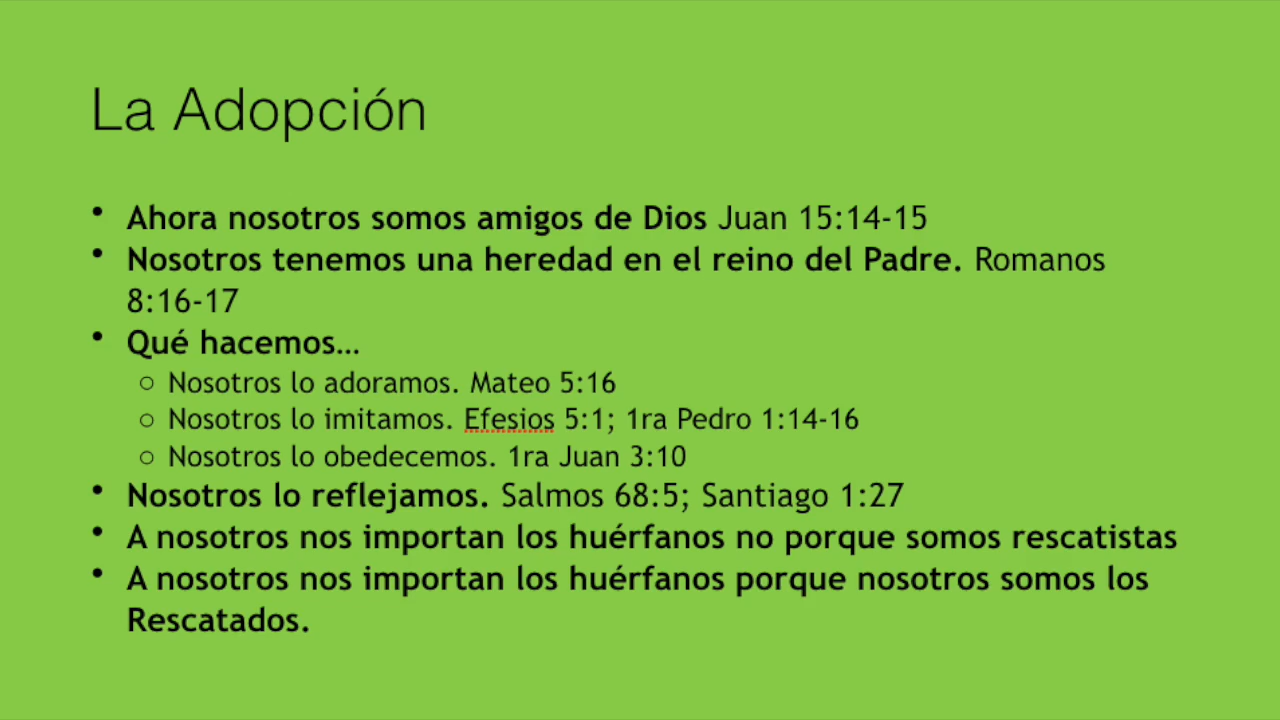 La Adopción
• Ahora nosotros somos amigos de Dios Juan 15:14-15
• Nosotros tenemos una heredad en el reino del Padre. Romanos
8:16-17
• Qué hacemos…
○ Nosotros lo adoramos. Mateo 5:16
○ Nosotros lo imitamos. Efesios 5:1; 1ra Pedro 1:14-16
○ Nosotros lo obedecemos. 1ra Juan 3:10
• Nosotros lo reflejamos. Salmos 68:5; Santiago 1:27
• A nosotros nos importan los huérfanos no porque somos rescatistas
• A nosotros nos importan los huérfanos porque nosotros somos los
Rescatados.